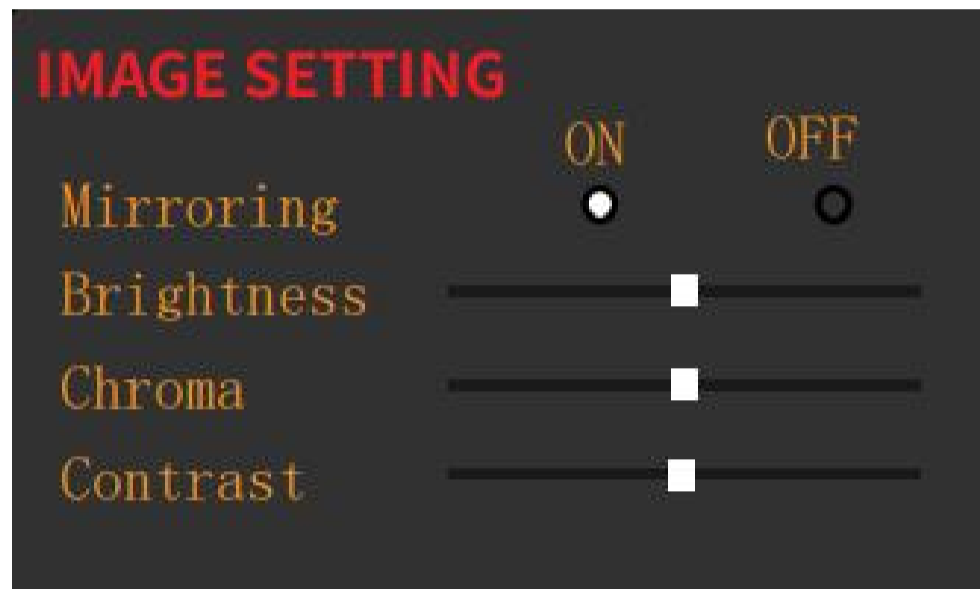 IMAGE SETTING
ON OFF
Mirroring
Brightness
Chroma
Contrast